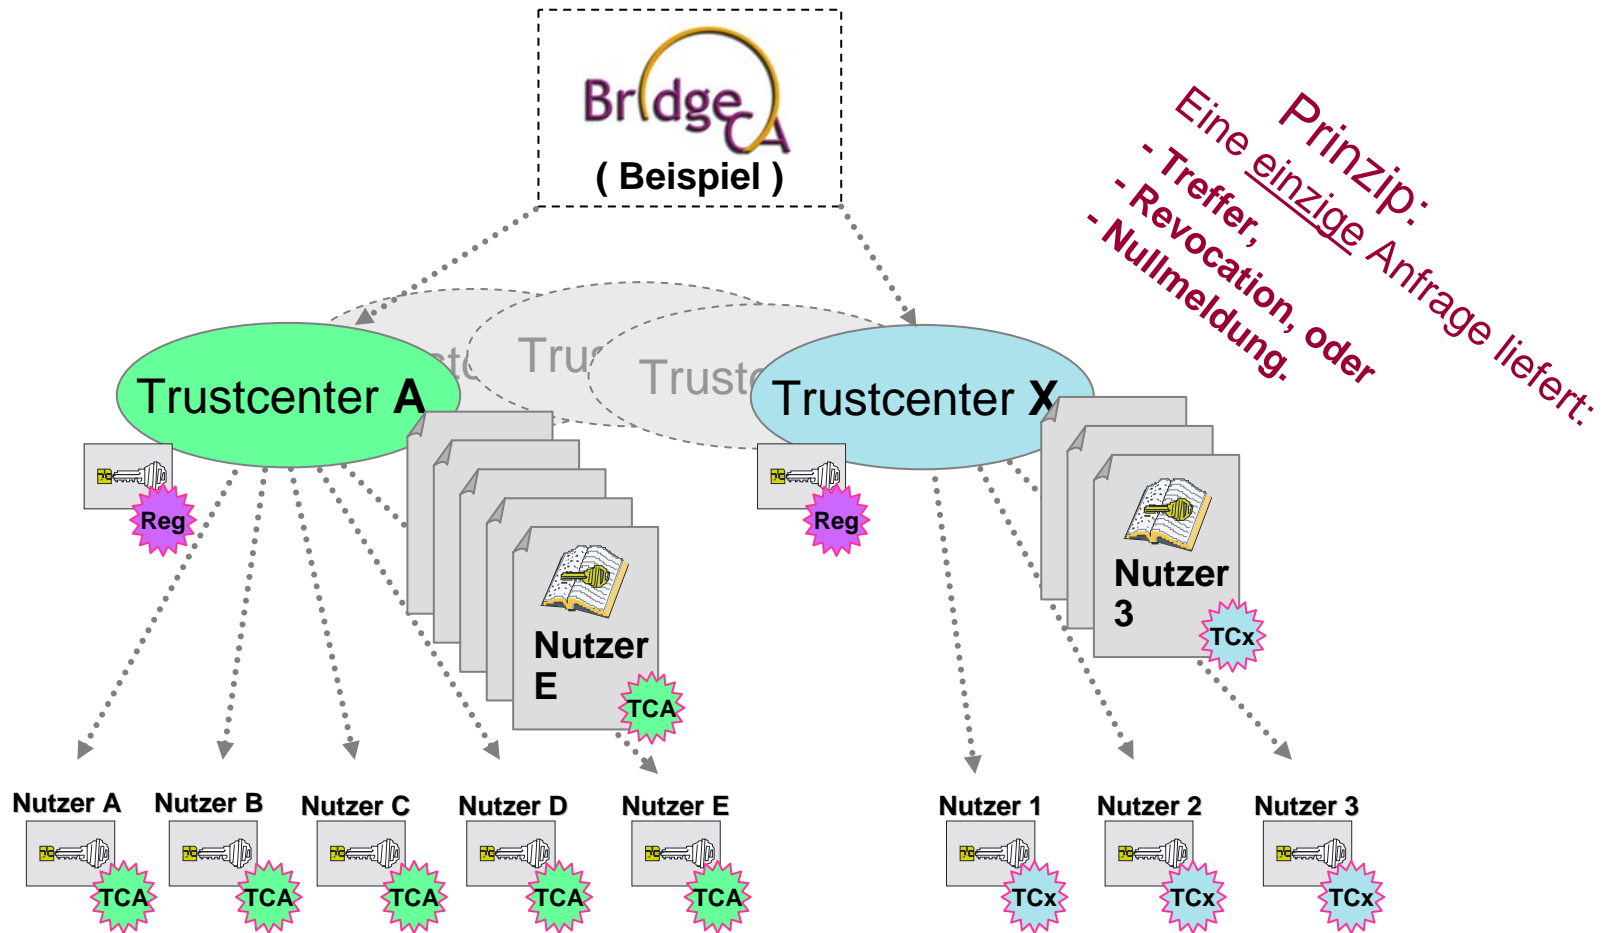 Bridge
CA
( Beispiel )
Prinzip:
Eine einzige Anfrage liefert:
- Treffer,
- Revocation, oder
- Nullmeldung.
Trustcenter A
Trustcenter X
Reg
Reg
Nutzer
E
TCA
Nutzer
3
TCx
Nutzer A
Nutzer B
Nutzer C
Nutzer D
Nutzer E
Nutzer 1
Nutzer 2
Nutzer 3
TCA
TCA
TCA
TCA
TCA
TCx
TCx
TCx